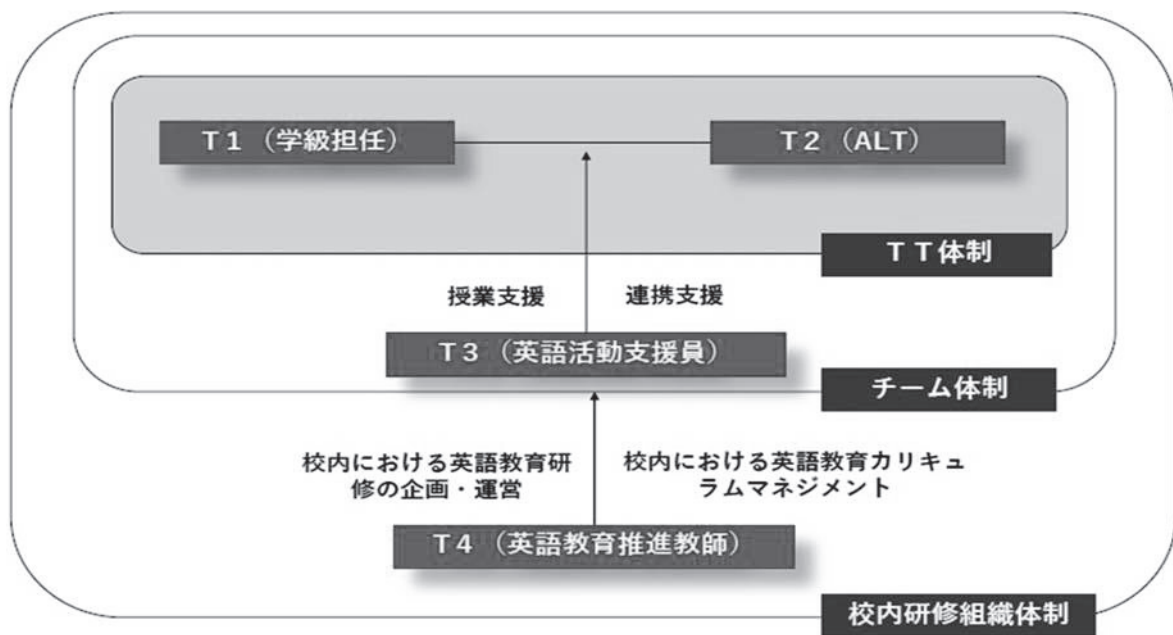 T1（学級担任）
T2（ALT）
TT体制
授業支援
連携支援
T3（英語活動支援員）
チーム体制
校内における英語教育研
修の企画・運営
校内における英語教育カリキュ
ラムマネジメント
T4（英語教育推進教師）
校内研修組織体制